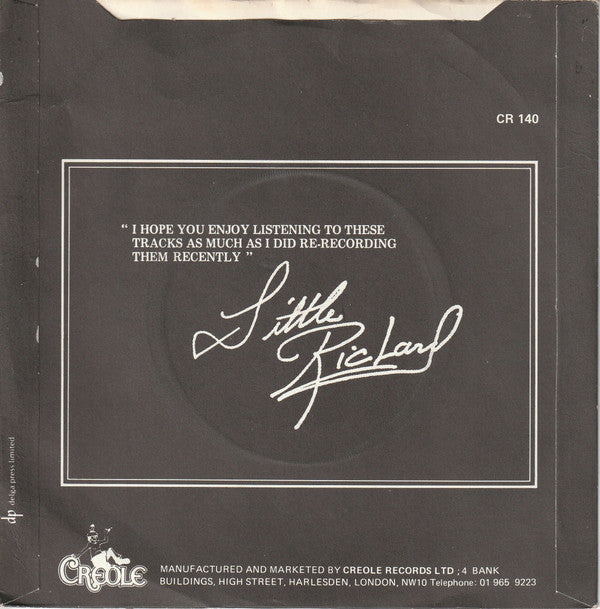 CR 140
“ I HOPE YOU ENJOY LISTENING TO THESE
TRACKS AS MUCH AS I DID RE-RECORDING
THEM RECENTLY ”
Little
Richard
dp delga press limited
CREOLE
MANUFACTURED AND MARKETED BY CREOLE RECORDS LTD ; 4 BANK
BUILDINGS, HIGH STREET, HARLESDEN, LONDON, NW10 Telephone: 01 965 9223